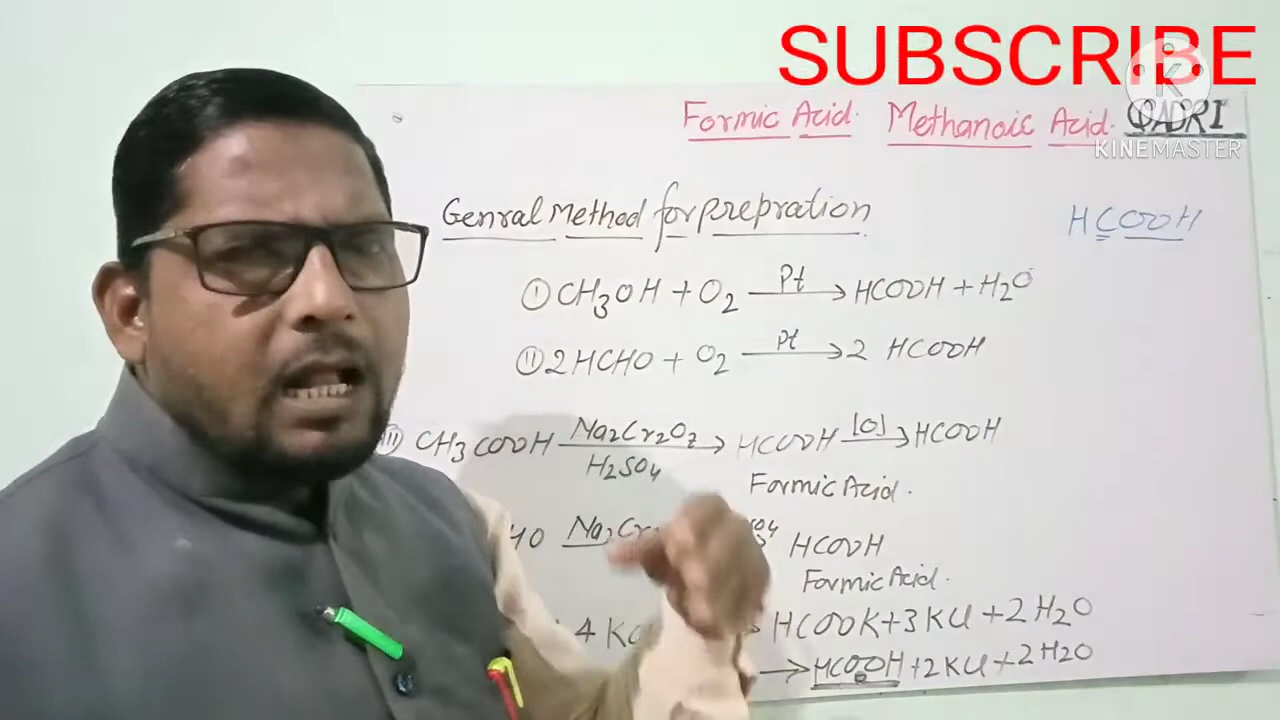 SUBSCRIBE
Formic Acid. Methanoic Acid. QADRI
KINEMASTER
Genral Method for prepration
HCOOH
(I) CH3OH + O2 —Pt→ HCOOH + H2O
(II) 2HCHO + O2 —Pt→ 2 HCOOH
CH3COOH —Na2Cr2O7→ HCOOH —[O]→ HCOOH
H2SO4
Formic Acid.
HCOOH
Formic Acid.
HCOOK + 3KCl + 2H2O
→ HCOOH + 2KCl + 2H2O